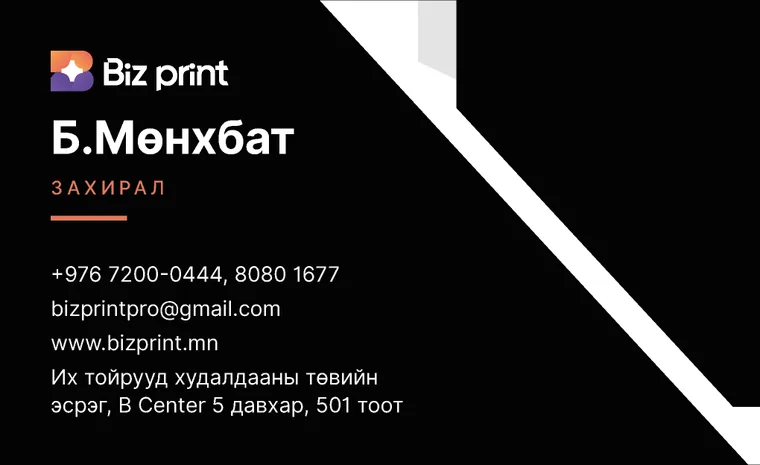 Biz print
Б.Мөнхбат
ЗАХИРАЛ
+976 7200-0444, 8080 1677
bizprintpro@gmail.com
www.bizprint.mn
Их тойрууд худалдааны төвийн
эсрэг, B Center 5 давхар, 501 тоот